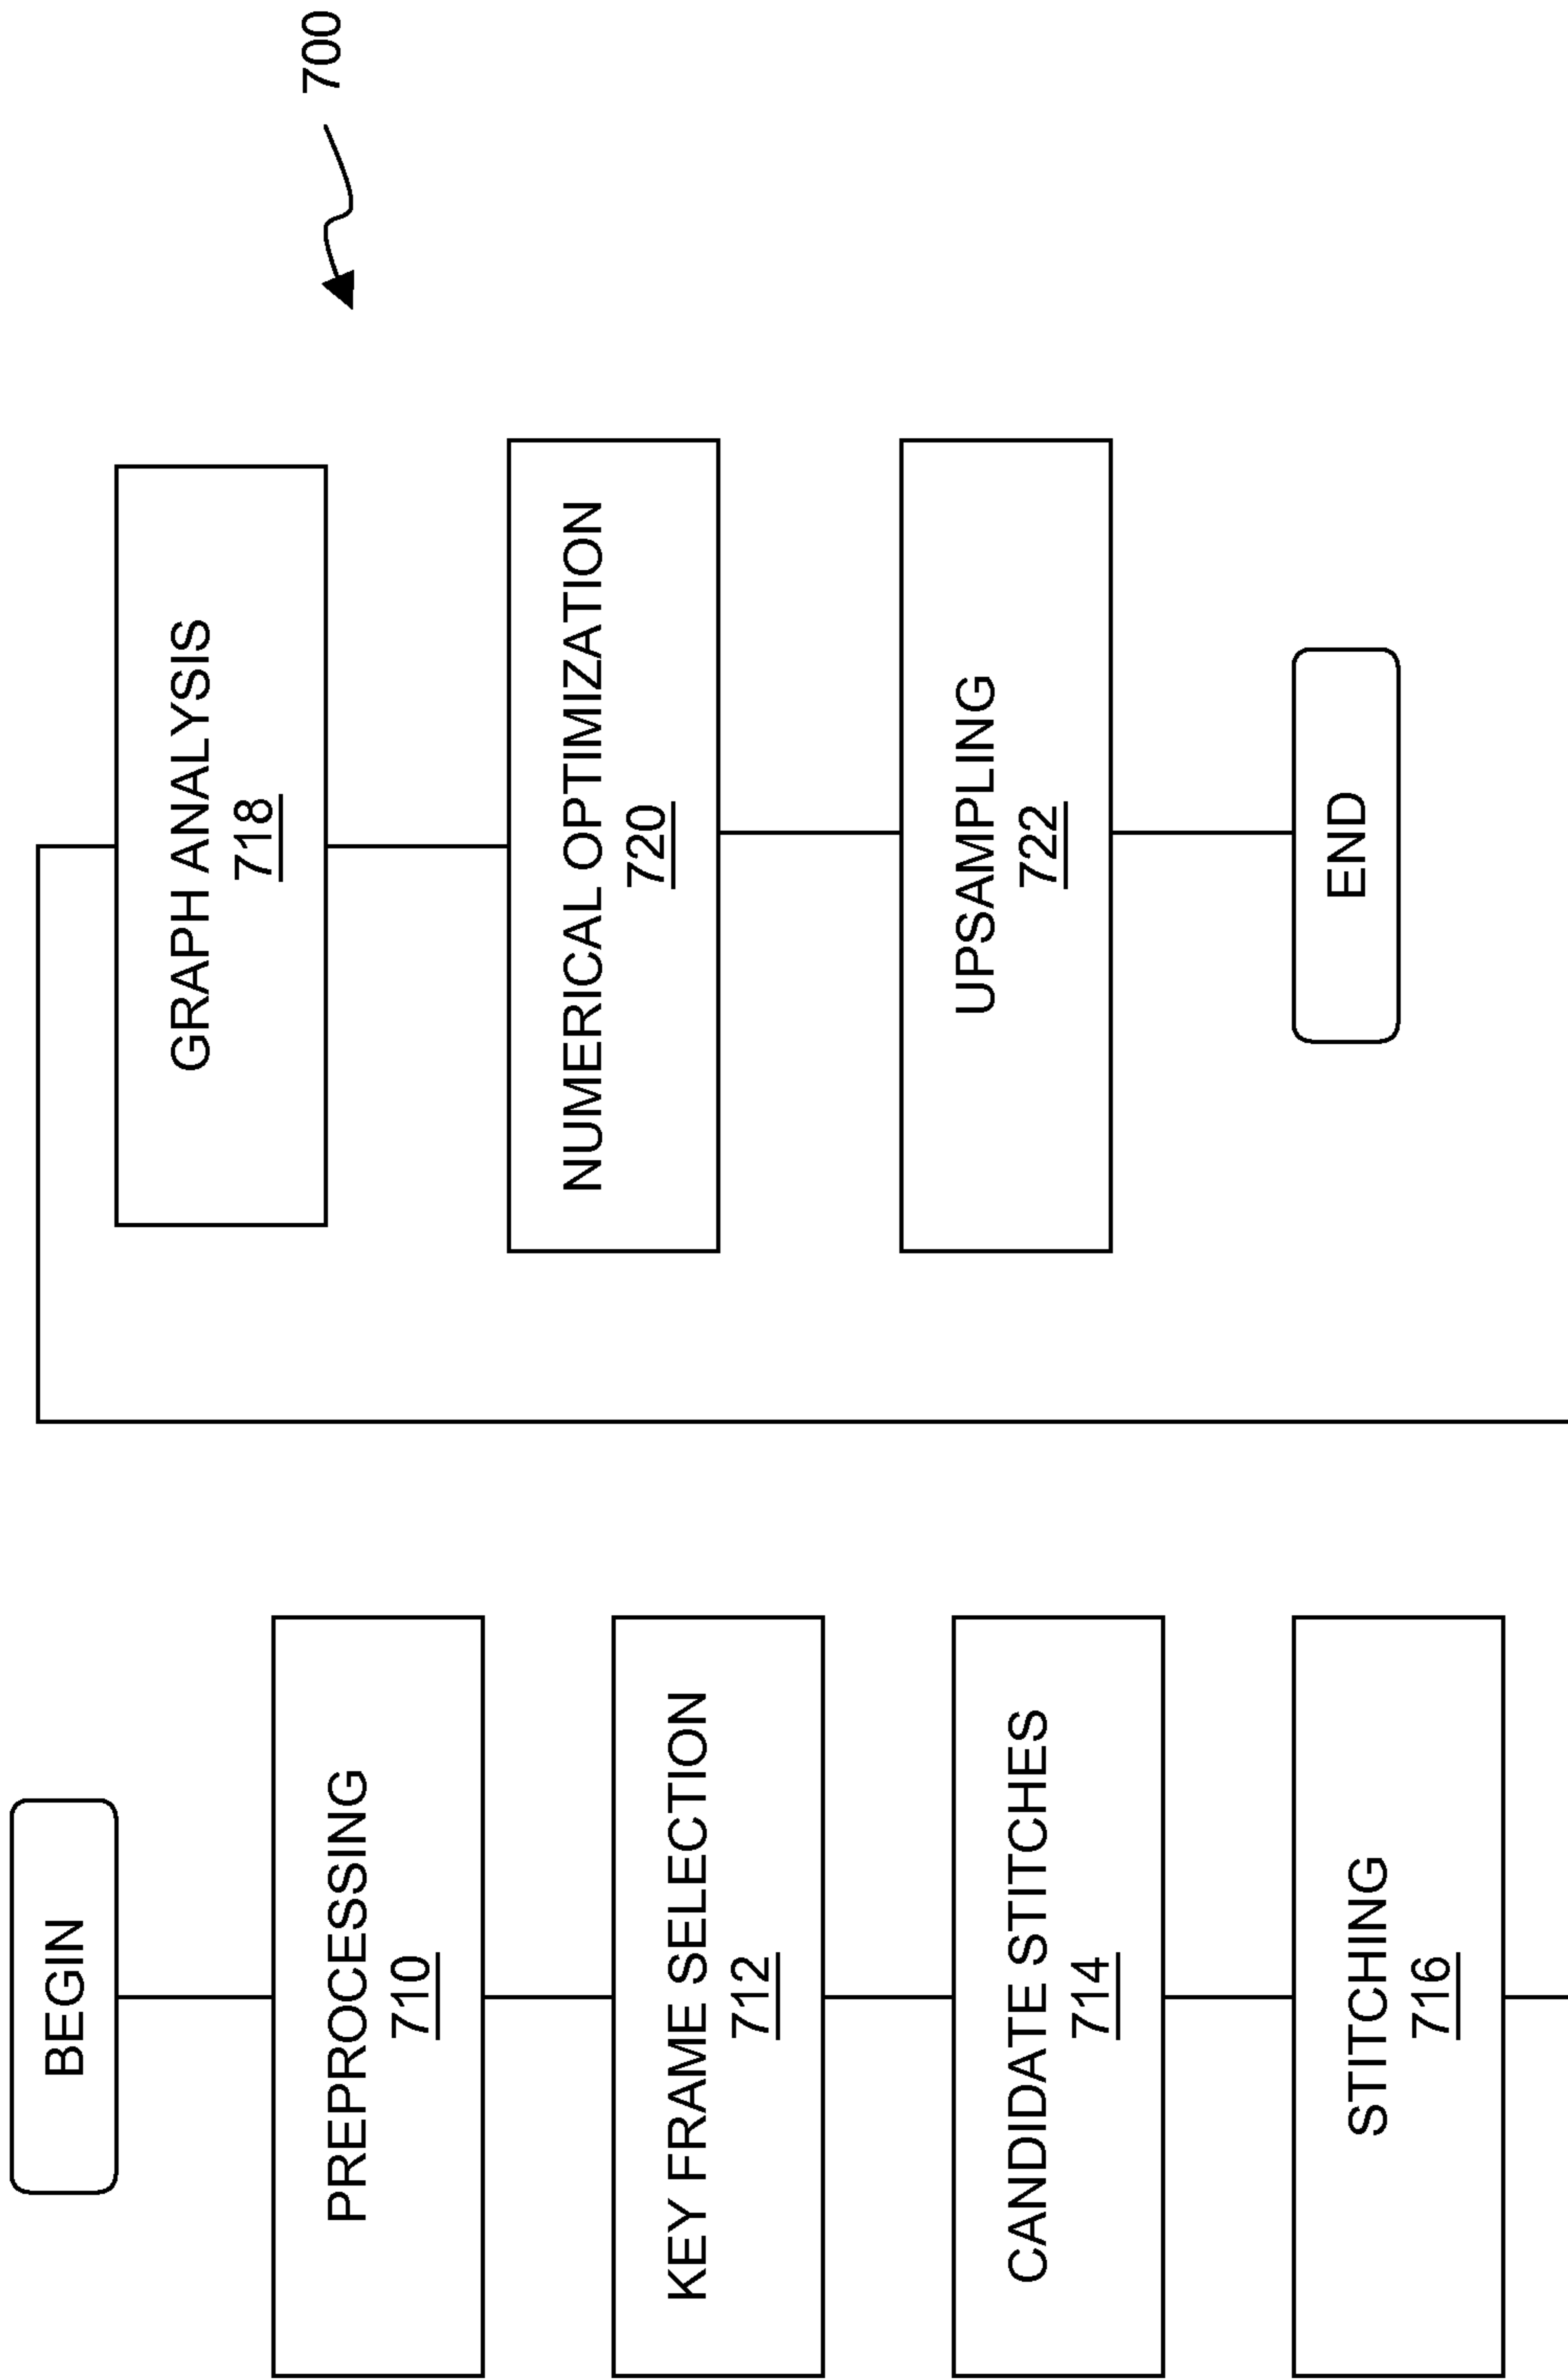 BEGIN
PREPROCESSING
710
KEY FRAME SELECTION
712
CANDIDATE STITCHES
714
STITCHING
716
GRAPH ANALYSIS
718
NUMERICAL OPTIMIZATION
720
UPSAMPLING
722
END
700